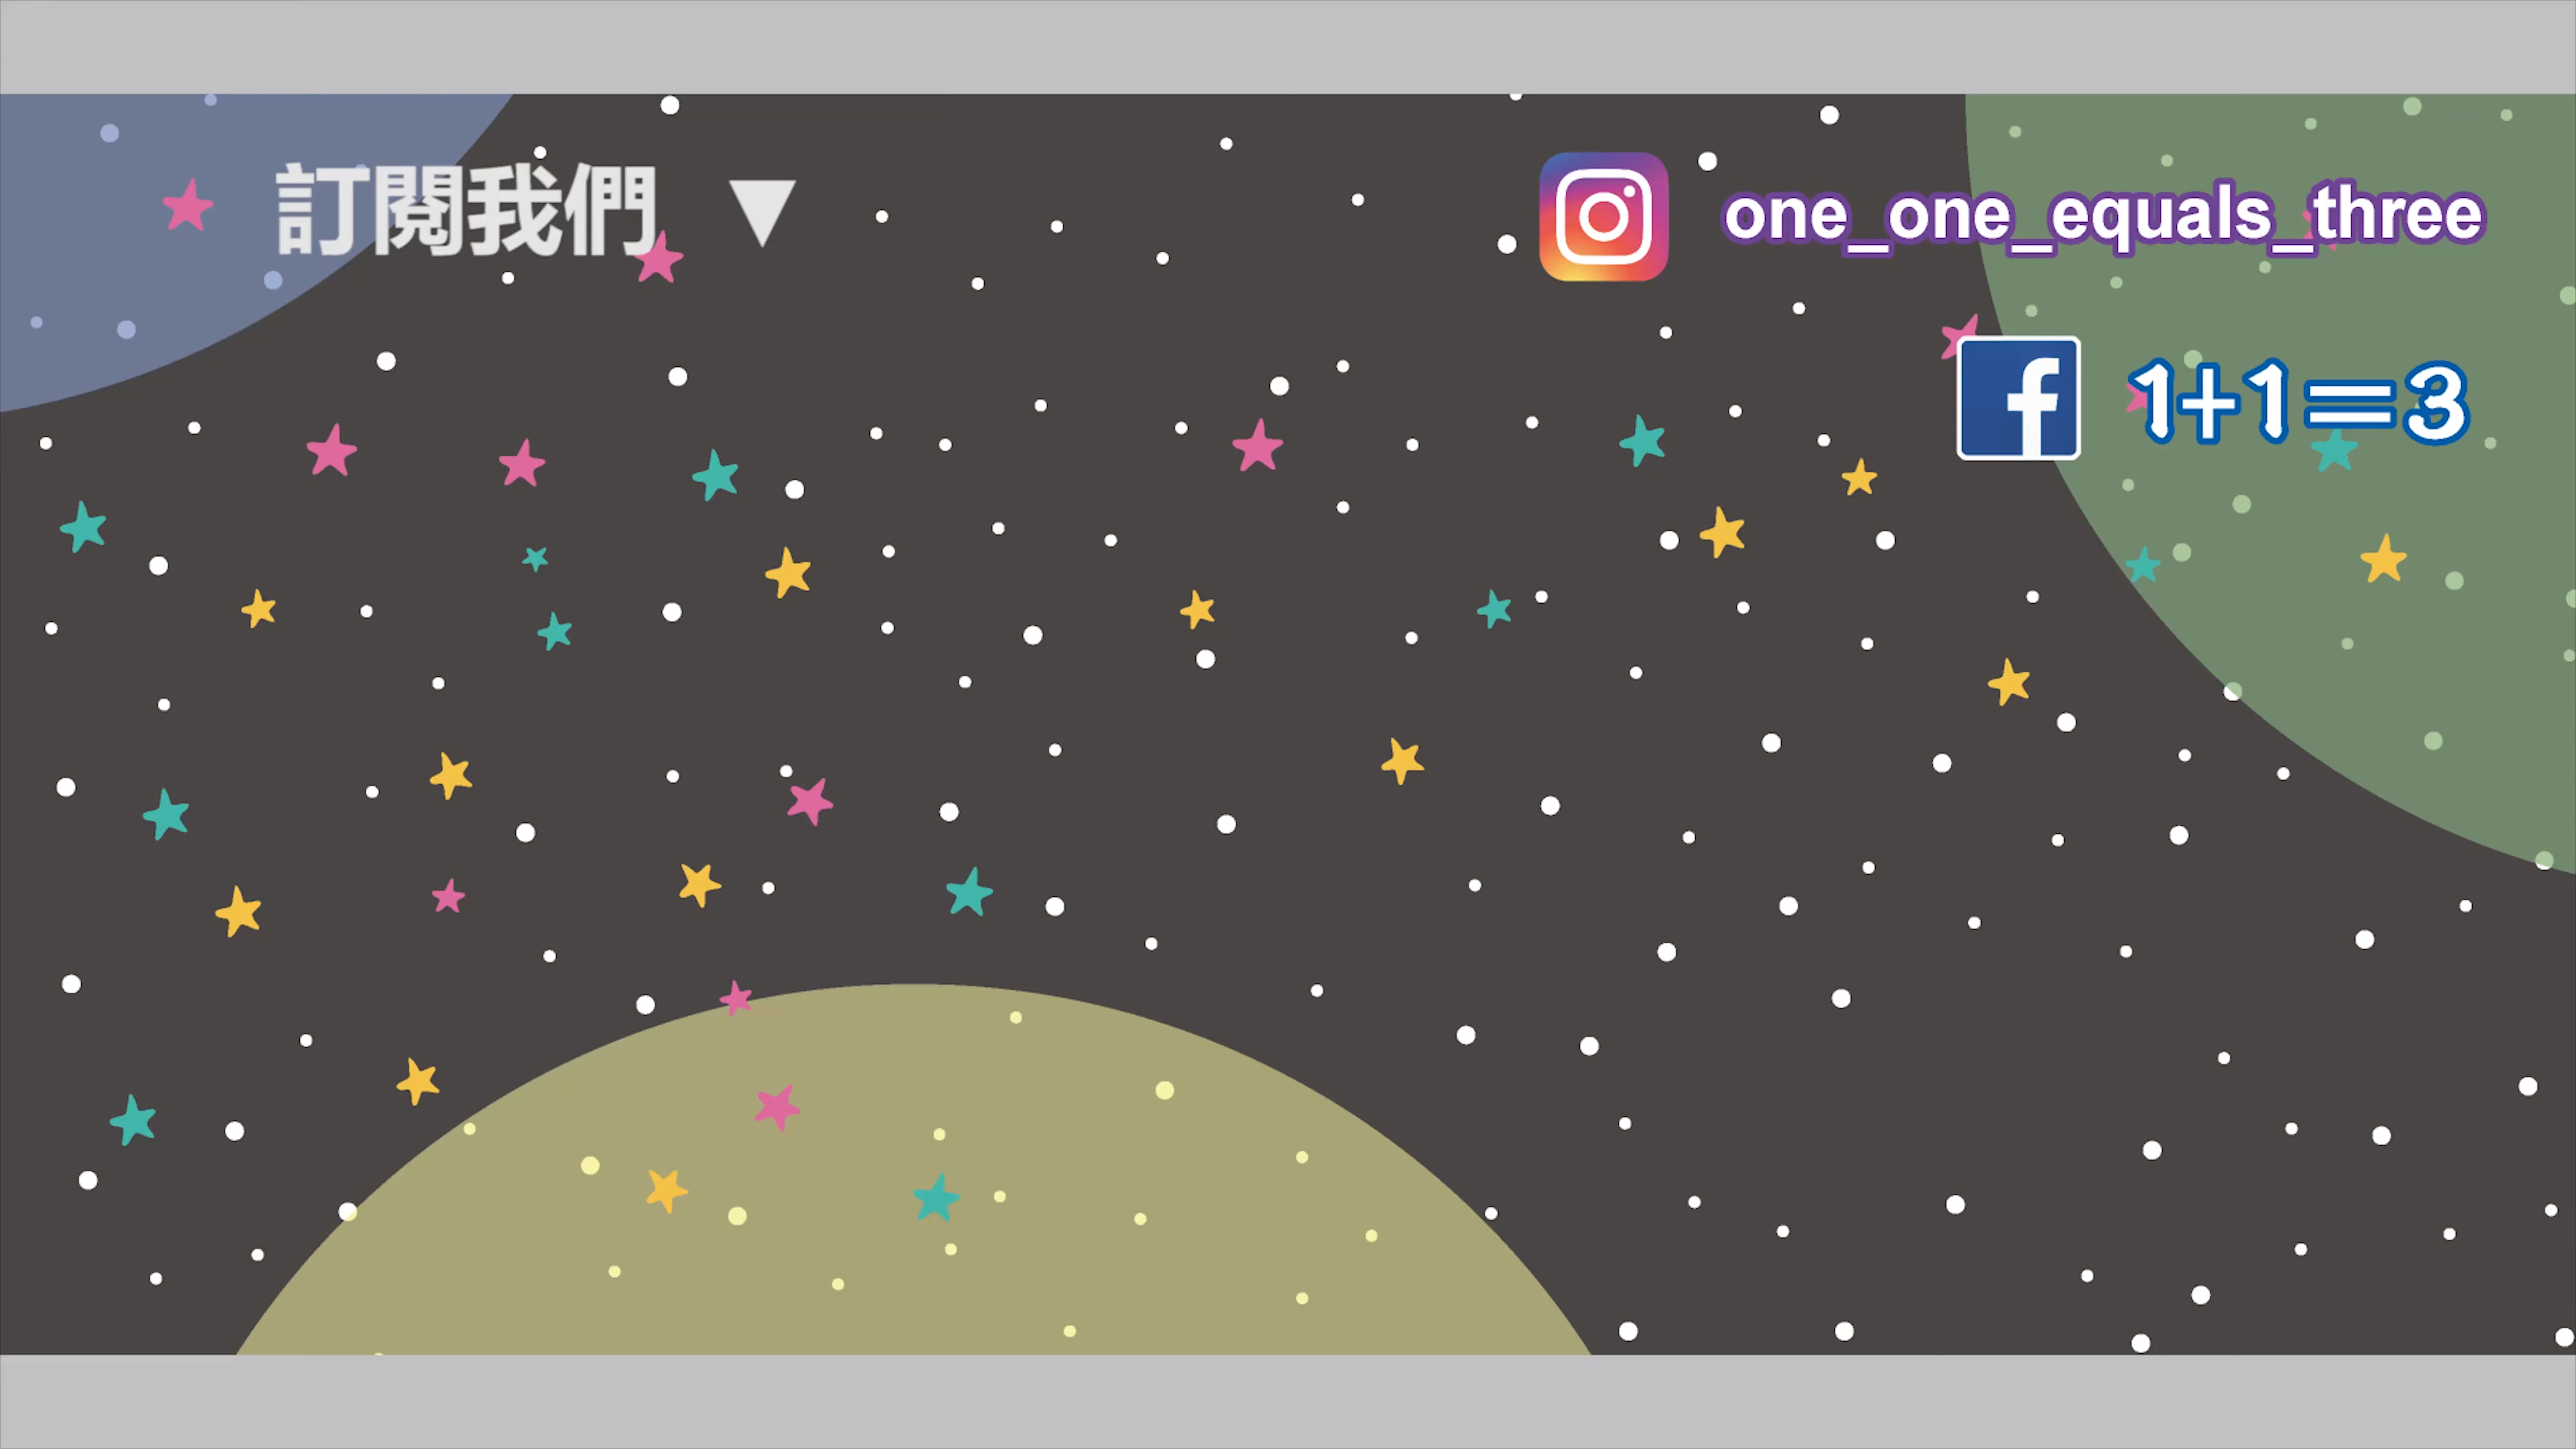 訂閱我們 ▼
one_one_equals_three
1+1=3